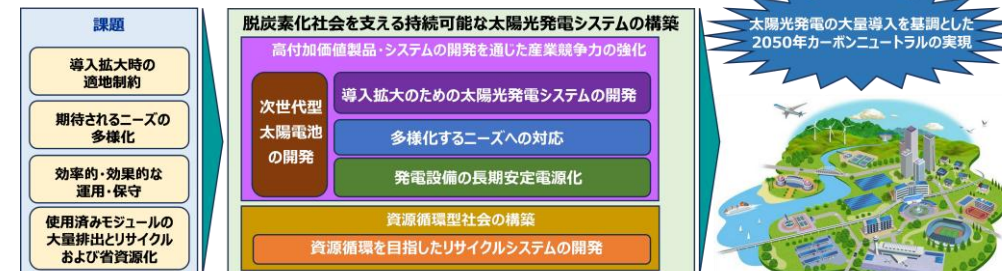 課題
導入拡大時の
適地制約
期待されるニーズの
多様化
効率的・効果的な
運用・保守
使用済みモジュールの
大量排出とリサイクル
および省資源化
脱炭素化社会を支える持続可能な太陽光発電システムの構築
高付加価値製品・システムの開発を通じた産業競争力の強化
次世代型
太陽電池
の開発
導入拡大のための太陽光発電システムの開発
多様化するニーズへの対応
発電設備の長期安定電源化
資源循環型社会の構築
資源循環を目指したリサイクルシステムの開発
太陽光発電の大量導入を基調とした
2050年カーボンニュートラルの実現